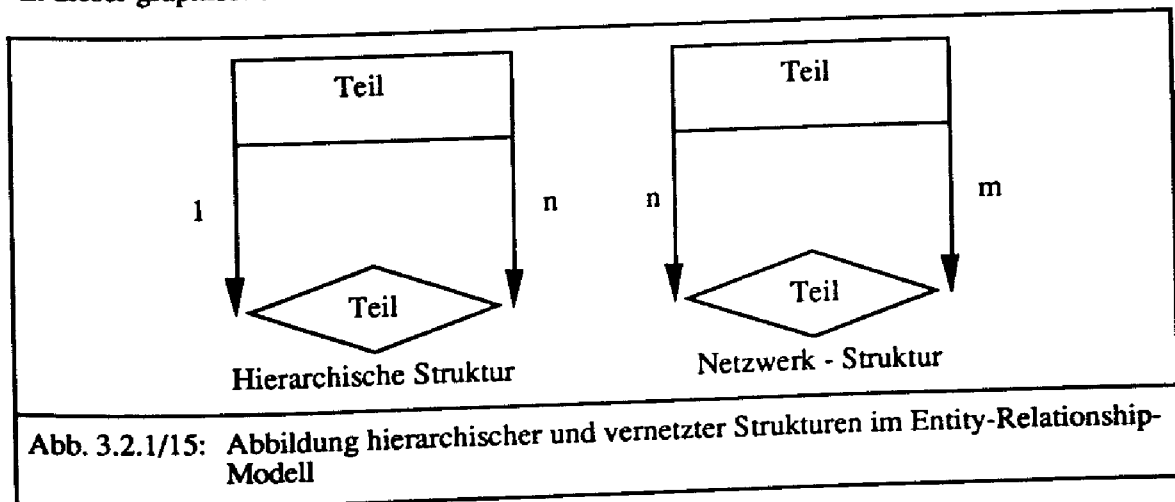 Teil
Teil
1
n
n
m
Teil
Teil
Hierarchische Struktur
Netzwerk - Struktur
Abb. 3.2.1/15: Abbildung hierarchischer und vernetzter Strukturen im Entity-Relationship-
Modell